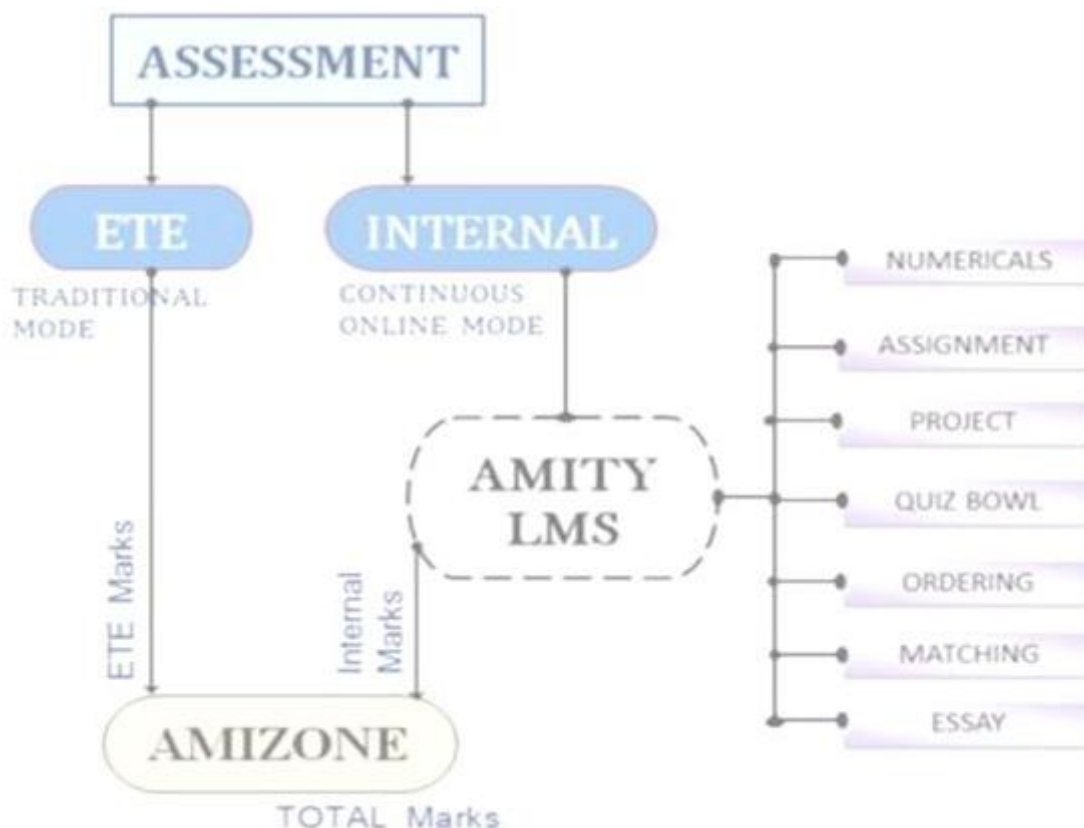 ASSESSMENT
ETE
INTERNAL
TRADITIONAL
MODE
CONTINUOUS
ONLINE MODE
NUMERICALS
ASSIGNMENT
PROJECT
QUIZ BOWL
ORDERING
MATCHING
ESSAY
AMITY
LMS
ETE Marks
Internal
Marks
AMIZONE
TOTAL Marks